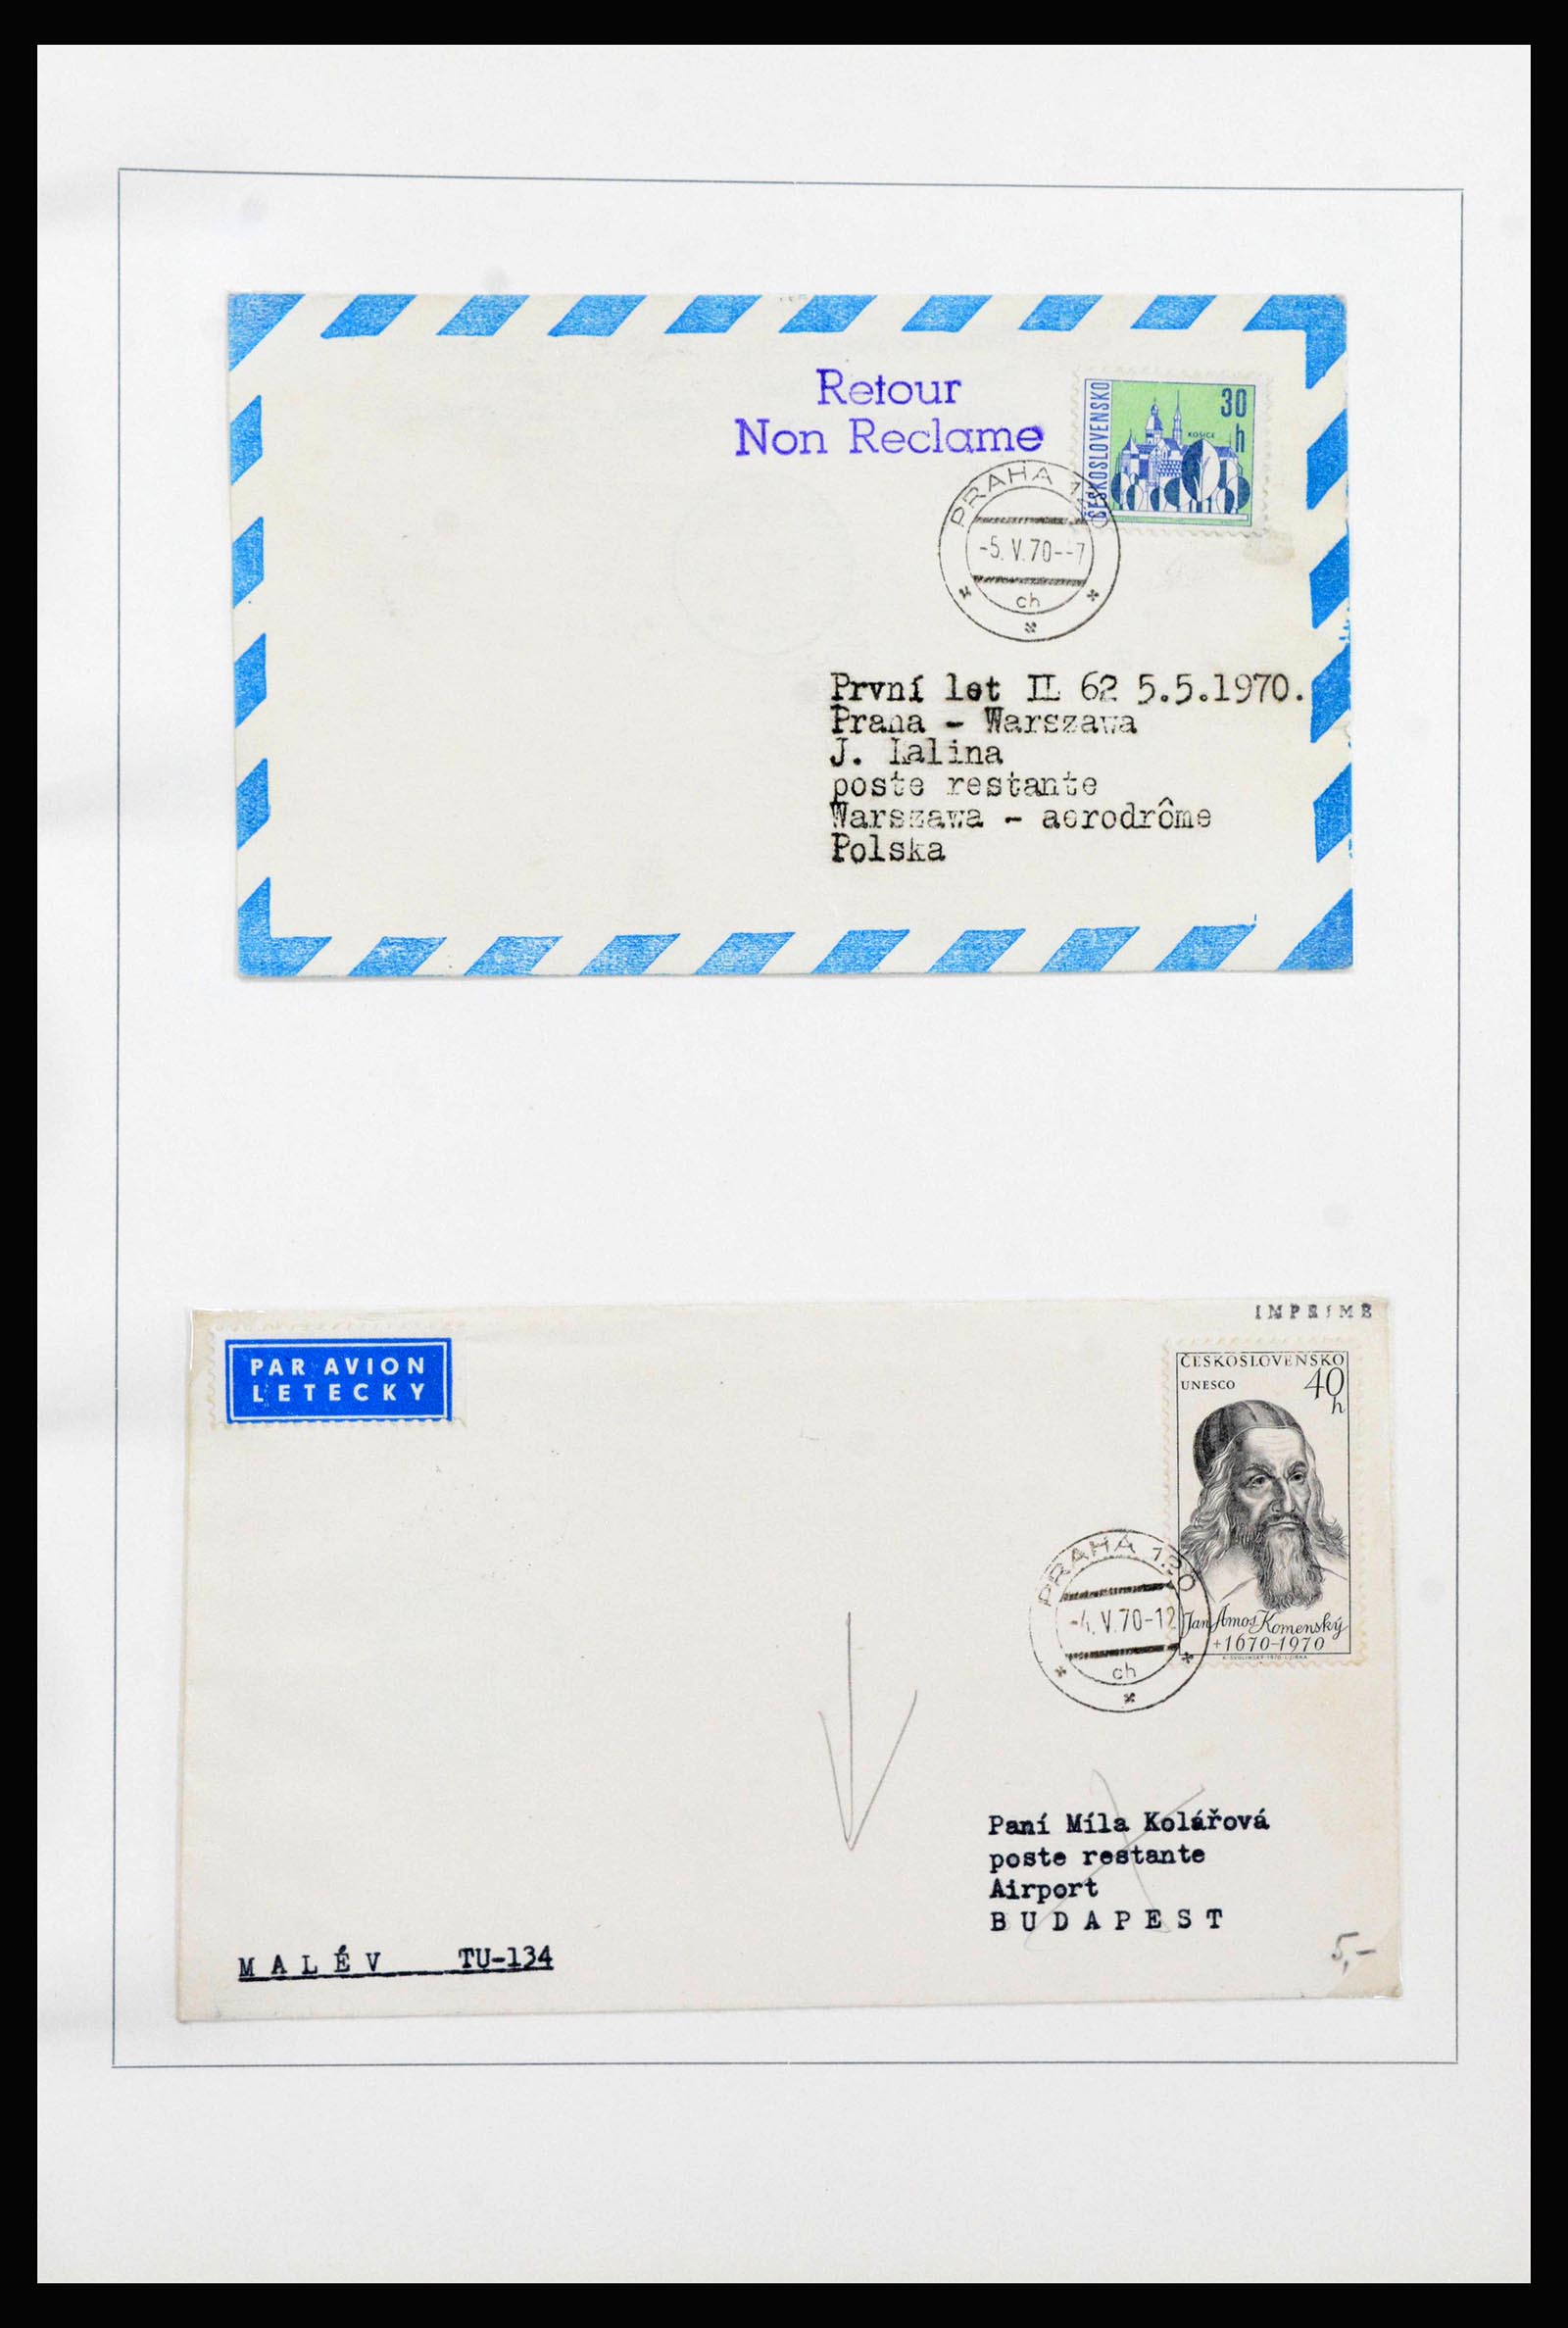 Retour
Non Reclame
ČESKOSLOVENSKO
30
h
KOŠICE
PRAHA
-5. V. 70--7
ch
První let IL 62 5.5.1970.
Praha - Warszawa
J. Lalina
poste restante
Warszawa - aerodrôme
Polska
IMPRIMÉ
PAR AVION
LETECKY
ČESKOSLOVENSKO
UNESCO
40
h
Jan Amos Komenský
+1670-1970
PRAHA 120
-4. V. 70-12
ch
Paní Míla Kolářová
poste restante
Airport
BUDAPEST
5,-
MALÉV TU-134